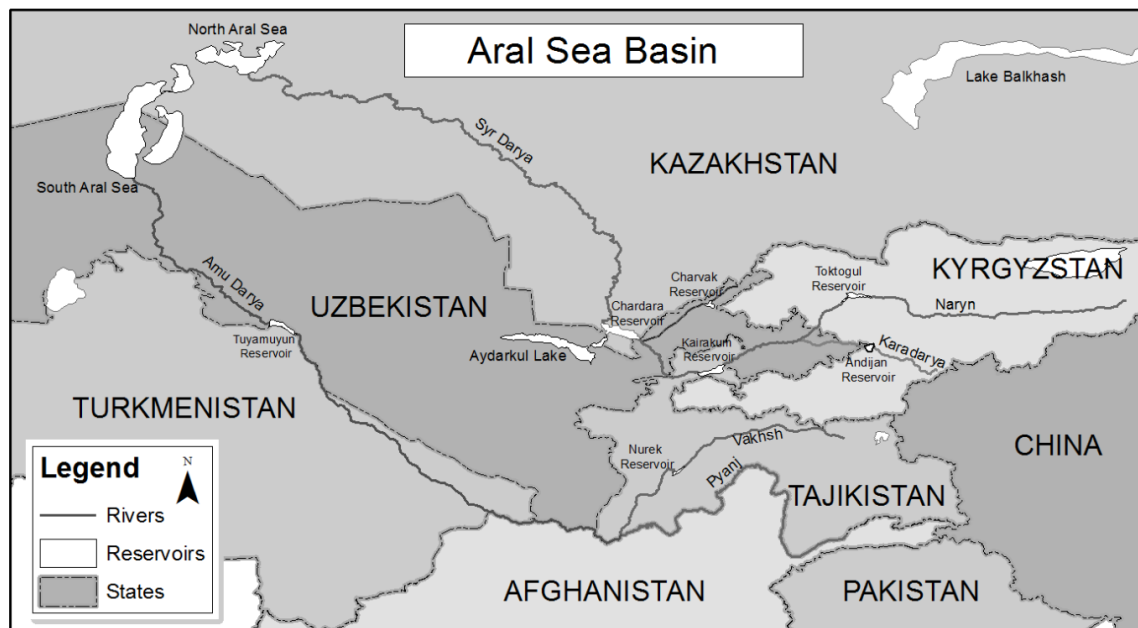 North Aral Sea
Aral Sea Basin
Lake Balkhash
Syr Darya
KAZAKHSTAN
South Aral Sea
Amu Darya
UZBEKISTAN
Charvak
Reservoir
Toktogul
Reservoir
KYRGYZSTAN
Naryn
Chardara
Reservoir
Tuyamuyun
Reservoir
Aydarkul Lake
Kairakum
Reservoir
Karadarya
Andijan
Reservoir
TURKMENISTAN
CHINA
Nurek
Reservoir
Vakhsh
Pyanj
TAJIKISTAN
AFGHANISTAN
PAKISTAN
Legend
N
Rivers
Reservoirs
States